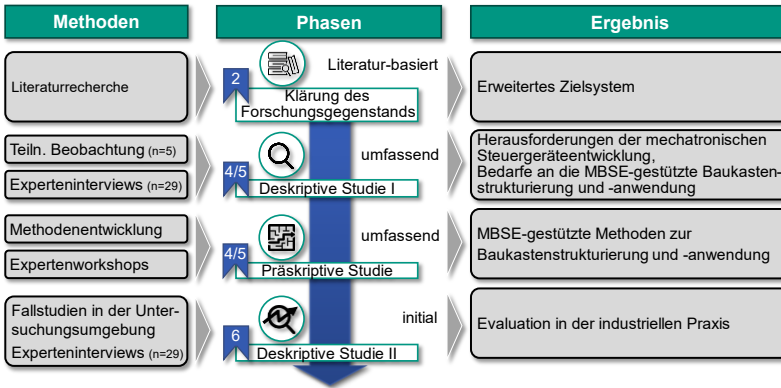 Methoden
Phasen
Ergebnis
Literaturrecherche
2
Literatur-basiert
Klärung des
Forschungsgegenstands
Erweitertes Zielsystem
Teiln. Beobachtung (n=5)
Experteninterviews (n=29)
4/5
umfassend
Deskriptive Studie I
Herausforderungen der mechatronischen
Steuergeräteentwicklung,
Bedarfe an die MBSE-gestützte Baukasten-
strukturierung und -anwendung
Methodenentwicklung
Expertenworkshops
4/5
umfassend
Präskriptive Studie
MBSE-gestützte Methoden zur
Baukastenstrukturierung und -anwendung
Fallstudien in der Unter-
suchungsumgebung
Experteninterviews (n=29)
6
initial
Deskriptive Studie II
Evaluation in der industriellen Praxis